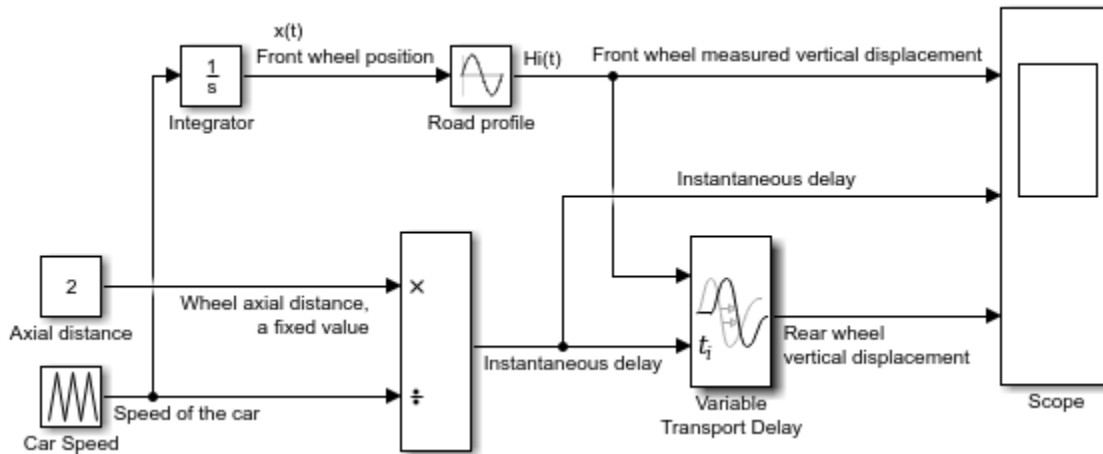 x(t)
Front wheel position
Hi(t)
Front wheel measured vertical displacement
1
s
Integrator
Road profile
Instantaneous delay
2
×
Wheel axial distance,
a fixed value
Axial distance
Instantaneous delay
ti
Rear wheel
vertical displacement
÷
Speed of the car
Car Speed
Variable
Transport Delay
Scope